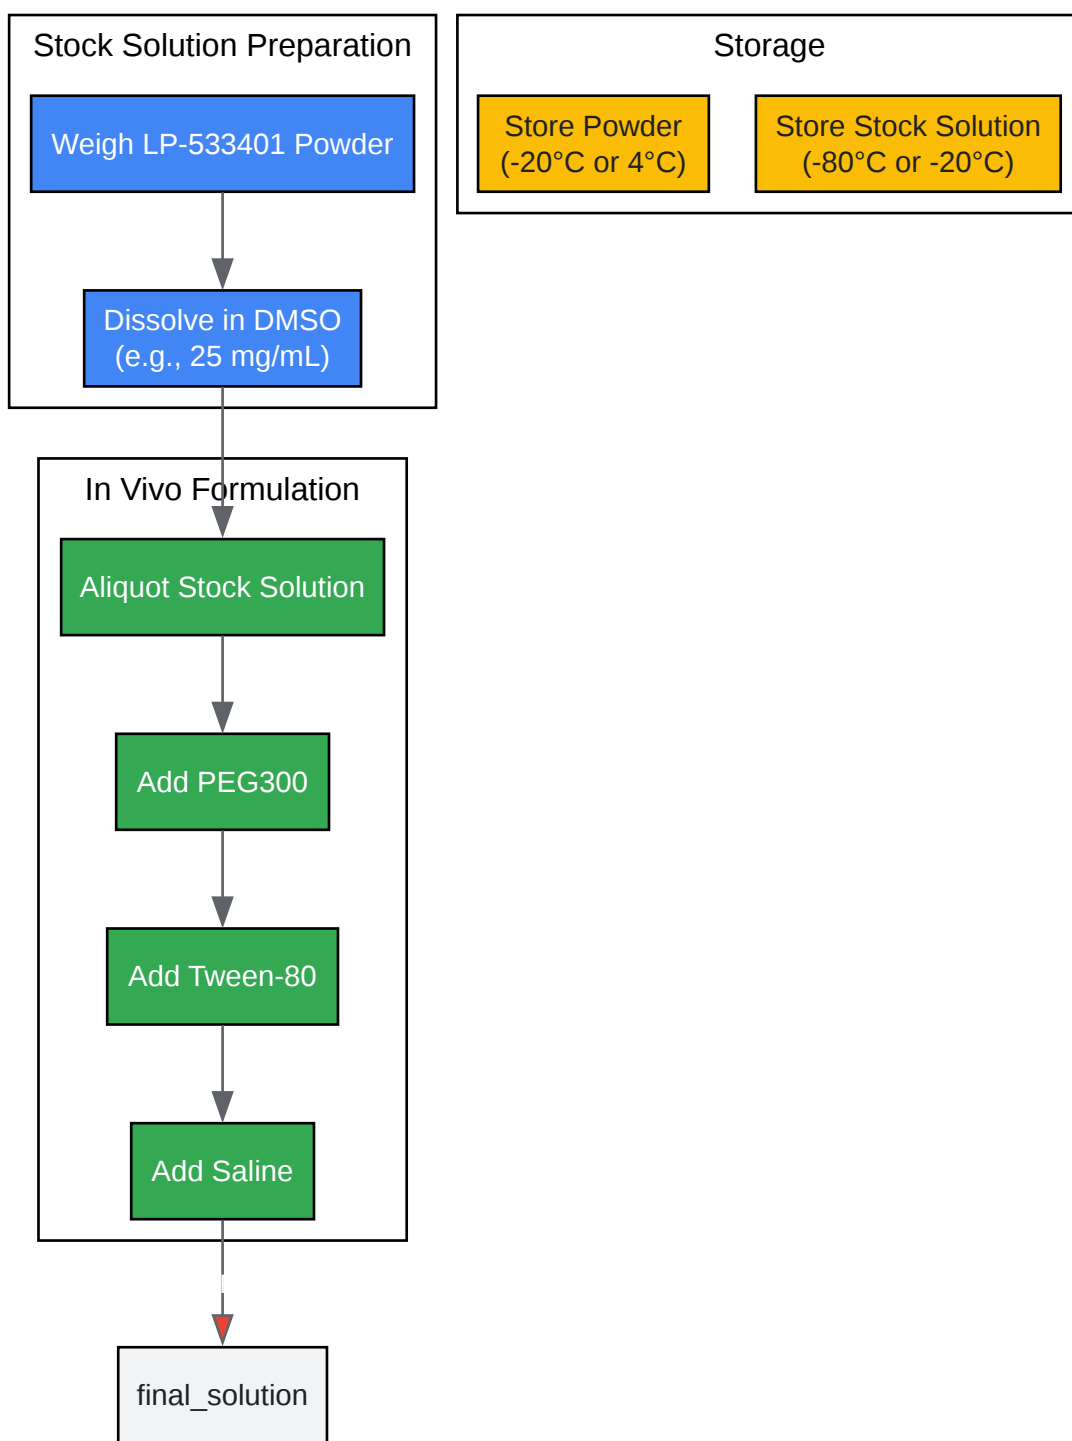 Stock Solution Preparation
Weigh LP-533401 Powder
Dissolve in DMSO
(e.g., 25 mg/mL)
Storage
Store Powder
(-20°C or 4°C)
Store Stock Solution
(-80°C or -20°C)
In Vivo Formulation
Aliquot Stock Solution
Add PEG300
Add Tween-80
Add Saline
final_solution